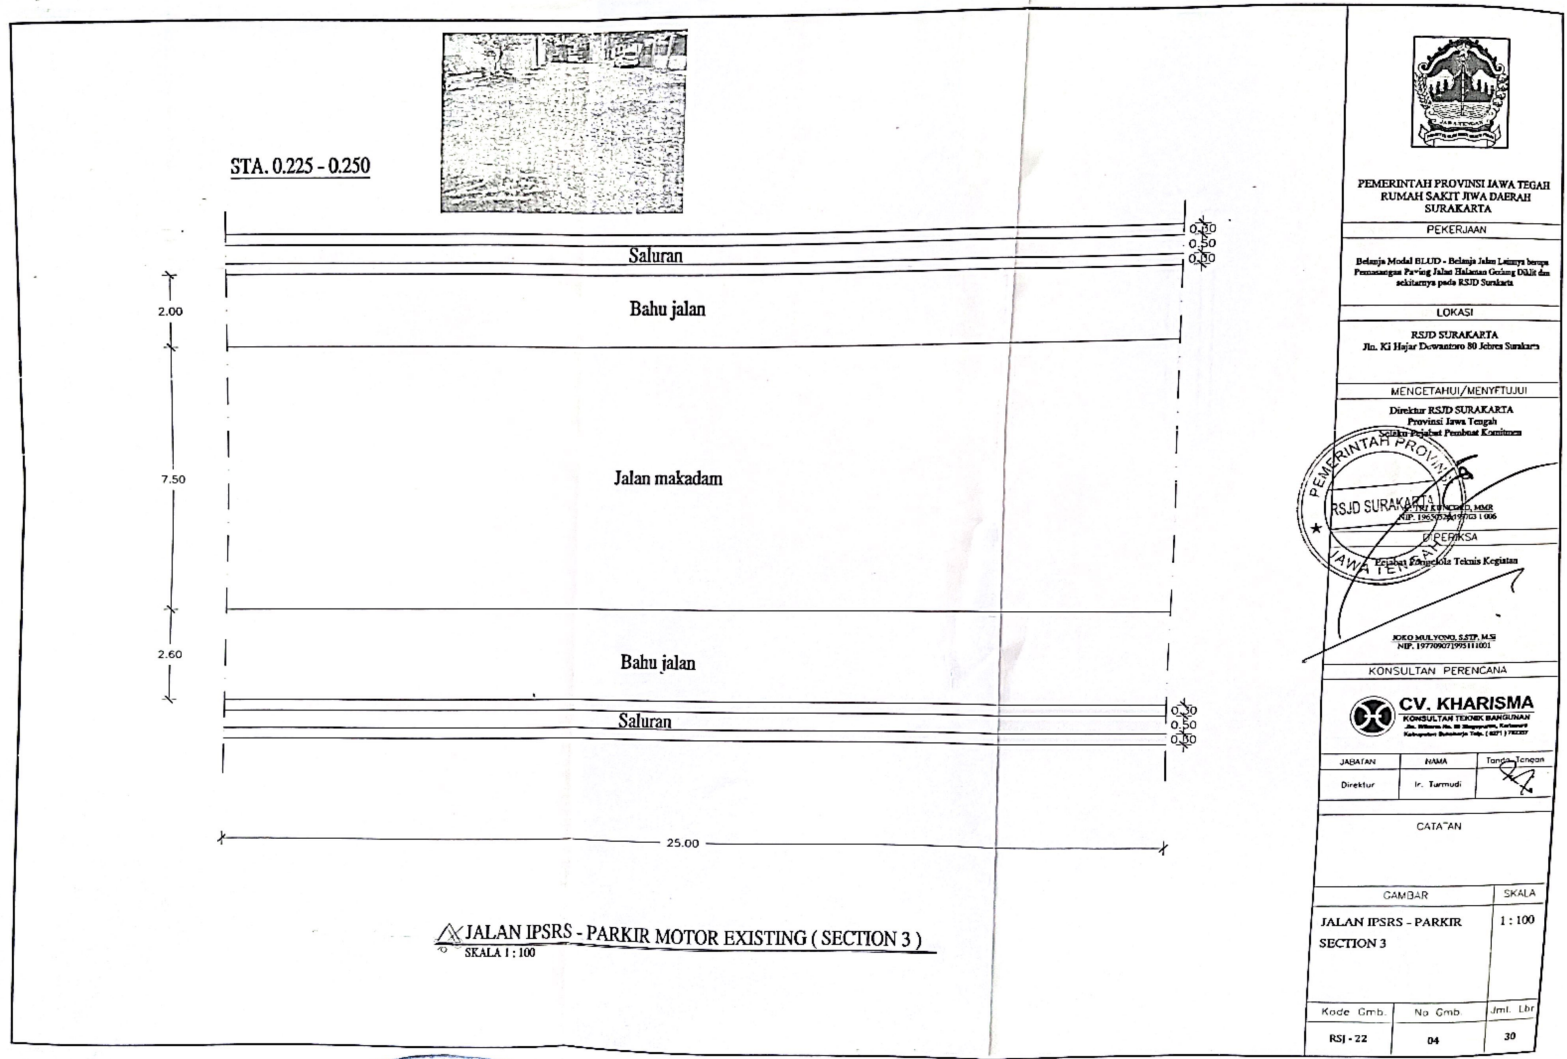 STA. 0.225 - 0.250
0.30
0.50
0.30
Saluran
Bahu jalan
2.00
Jalan makadam
7.50
Bahu jalan
2.60
Saluran
0.30
0.50
0.30
25.00
JALAN IPSRS - PARKIR MOTOR EXISTING ( SECTION 3 )
SKALA 1 : 100
JAWA TENGAH
PEMERINTAH PROVINSI JAWA TEGAH
RUMAH SAKIT JIWA DAERAH
SURAKARTA
PEKERJAAN
Belanja Modal BLUD - Belanja Jalan Lainnya berupa
Pemasangan Paving Jalan Halaman Gedung Diklit dan
sekitarnya pada RSJD Surakarta
LOKASI
RSJD SURAKARTA
Jln. Ki Hajar Dewantoro 80 Jebres Surakarta
MENGETAHUI/MENYETUJUI
Direktur RSJD SURAKARTA
Provinsi Jawa Tengah
Selaku Pejabat Pembuat Komitmen
PEMERINTAH PROVINSI
RSJD SURAKARTA
JAWA TENGAH
TRI KUNCORO, MMR
NIP.
DIPERIKSA
Pejabat Pengelola Teknis Kegiatan
JOKO MULYONO, S.STP, M.Si
NIP. 197709071995111001
KONSULTAN PERENCANA
CV. KHARISMA
KONSULTAN TEKNIK BANGUNAN
JABATAN NAMA Tanda Tangan
Direktur Ir. Turmudi
CATATAN
GAMBAR SKALA
JALAN IPSRS - PARKIR 1 : 100
SECTION 3
Kode Gmb. No Gmb. Jml. Lbr
RSJ - 22 04 30